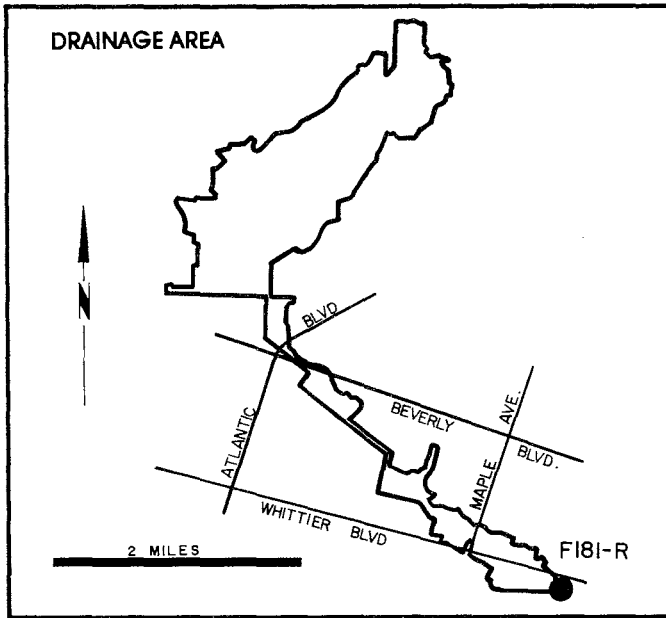 DRAINAGE AREA
N
BLVD
ATLANTIC
BEVERLY
BLVD.
MAPLE
AVE.
WHITTIER BLVD
2 MILES
F181-R